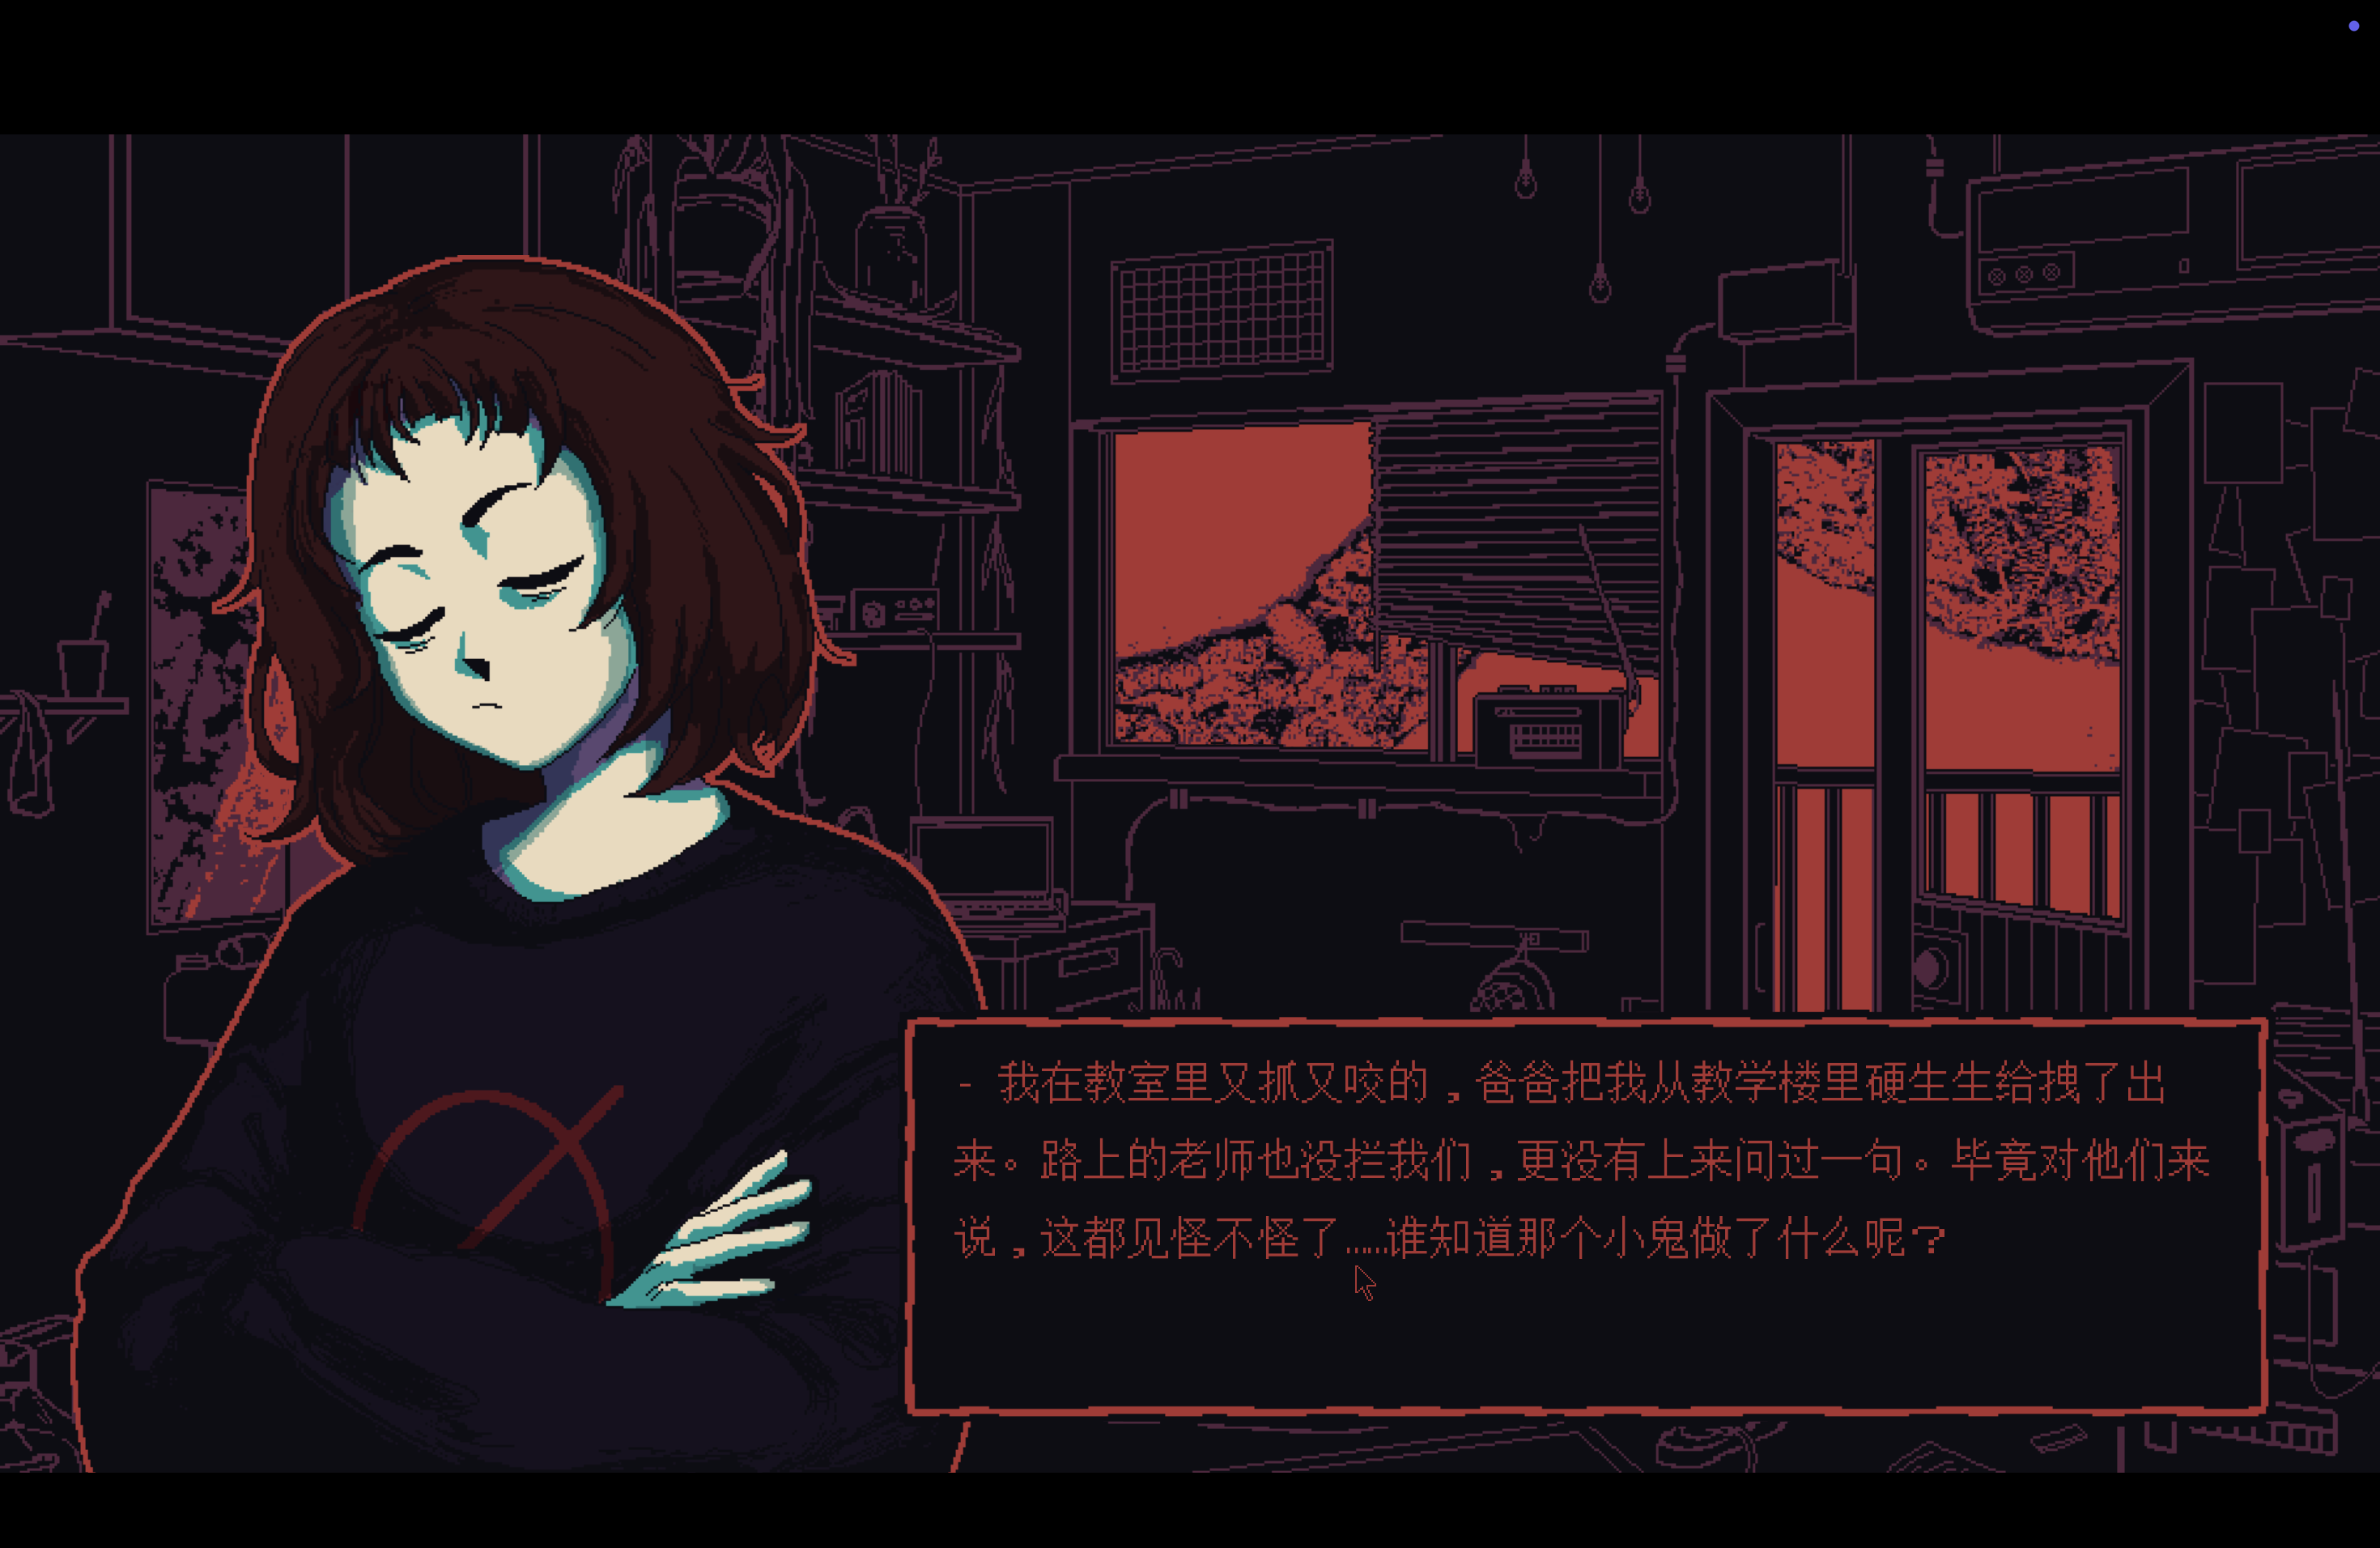 - 我在教室里又抓又咬的，爸爸把我从教学楼里硬生生给拽了出
来。路上的老师也没拦我们，更没有上来问过一句。毕竟对他们来
说，这都见怪不怪了……谁知道那个小鬼做了什么呢？